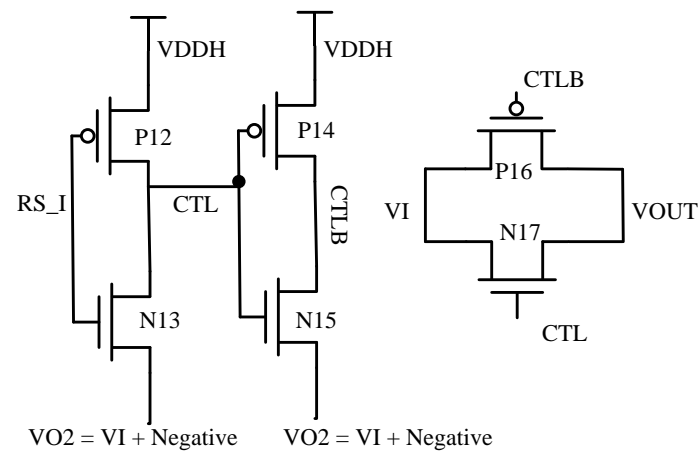 VDDH
VDDH
P12
P14
CTLB
RS_I
CTL
CTLB
P16
VI
N17
VOUT
N13
N15
CTL
VO2 = VI + Negative
VO2 = VI + Negative